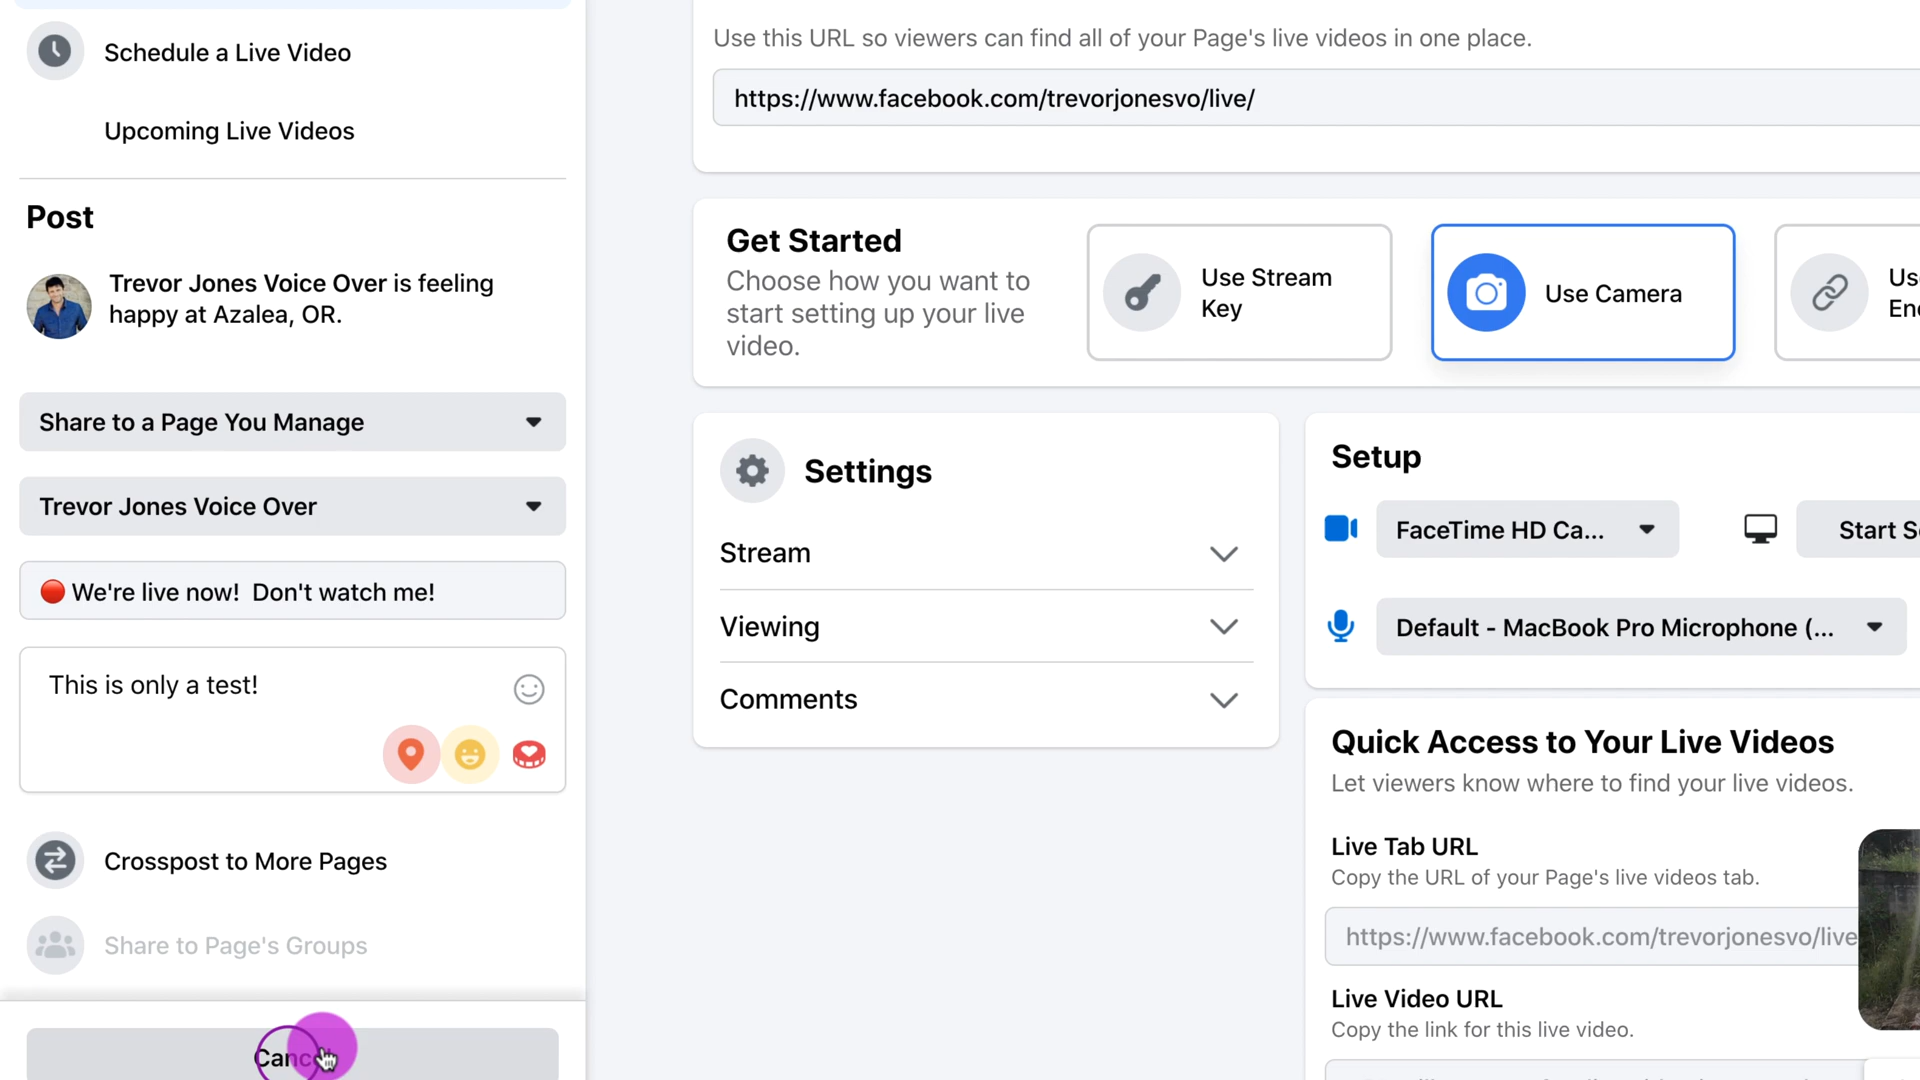 Schedule a Live Video
Upcoming Live Videos
Post
Trevor Jones Voice Over is feeling
happy at Azalea, OR.
Share to a Page You Manage
Trevor Jones Voice Over
🔴 We're live now!  Don't watch me!
This is only a test!
Crosspost to More Pages
Share to Page's Groups
Cancel
Use this URL so viewers can find all of your Page's live videos in one place.
https://www.facebook.com/trevorjonesvo/live/
Get Started
Choose how you want to
start setting up your live
video.
Use Stream
Key
Use Camera
Settings
Stream
Viewing
Comments
Setup
FaceTime HD Ca...
Start
Default - MacBook Pro Microphone (...
Quick Access to Your Live Videos
Let viewers know where to find your live videos.
Live Tab URL
Copy the URL of your Page's live videos tab.
https://www.facebook.com/trevorjonesvo/live
Live Video URL
Copy the link for this live video.